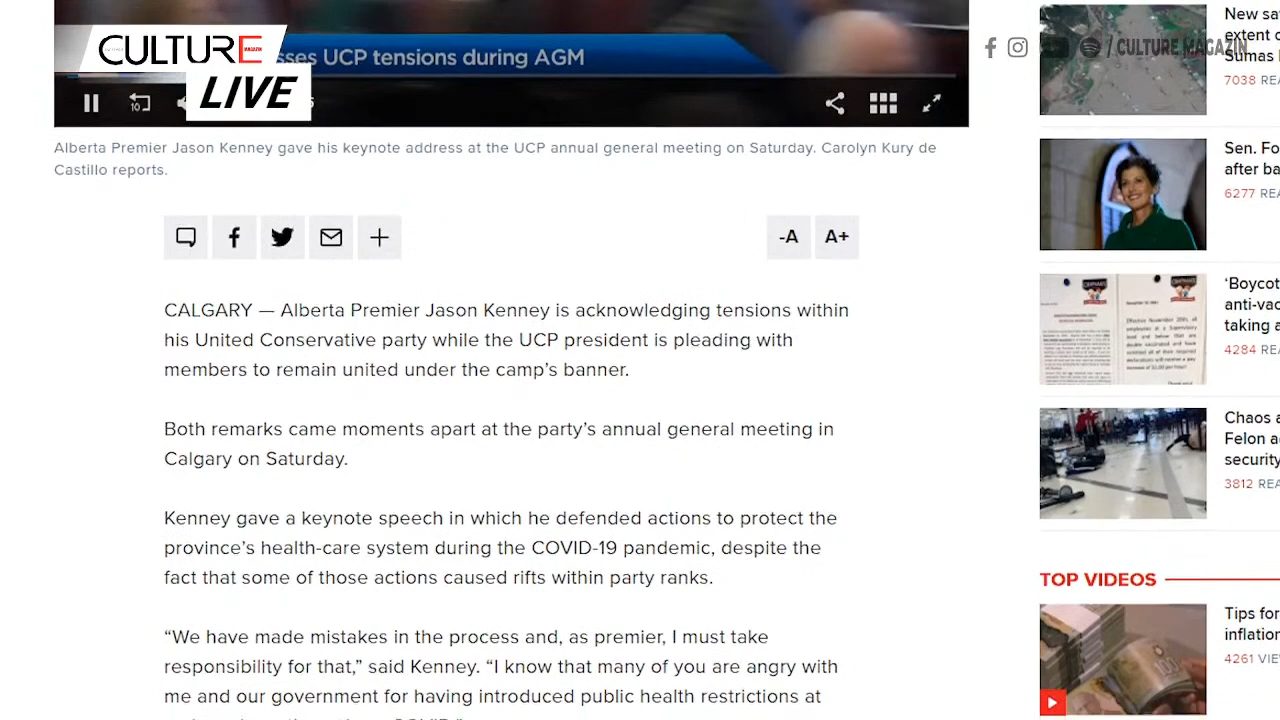 CULTURE
MAGAZIN
LIVE
sses UCP tensions during AGM
/ CULTURE MAGAZIN
10
5
Alberta Premier Jason Kenney gave his keynote address at the UCP annual general meeting on Saturday. Carolyn Kury de
Castillo reports.
-A A+
CALGARY — Alberta Premier Jason Kenney is acknowledging tensions within
his United Conservative Party while the UCP president is pleading with
members to remain united under the camp's banner.
Both remarks came moments apart at the party's annual general meeting in
Calgary on Saturday.
Kenney gave a keynote speech in which he defended actions to protect the
province's health-care system during the COVID-19 pandemic, despite the
fact that some of those actions caused rifts within party ranks.
“We have made mistakes in the process and, as premier, I must take
responsibility for that,” said Kenney. “I know that many of you are angry with
me and our government for having introduced public health restrictions at
New sa
extent o
Sumas
7038 REA
Sen. Fo
after ba
6277 REA
‘Boycot
anti-vac
taking a
4284 REA
Chaos a
Felon a
security
3812 REA
TOP VIDEOS
Tips for
inflation
4261 VIE